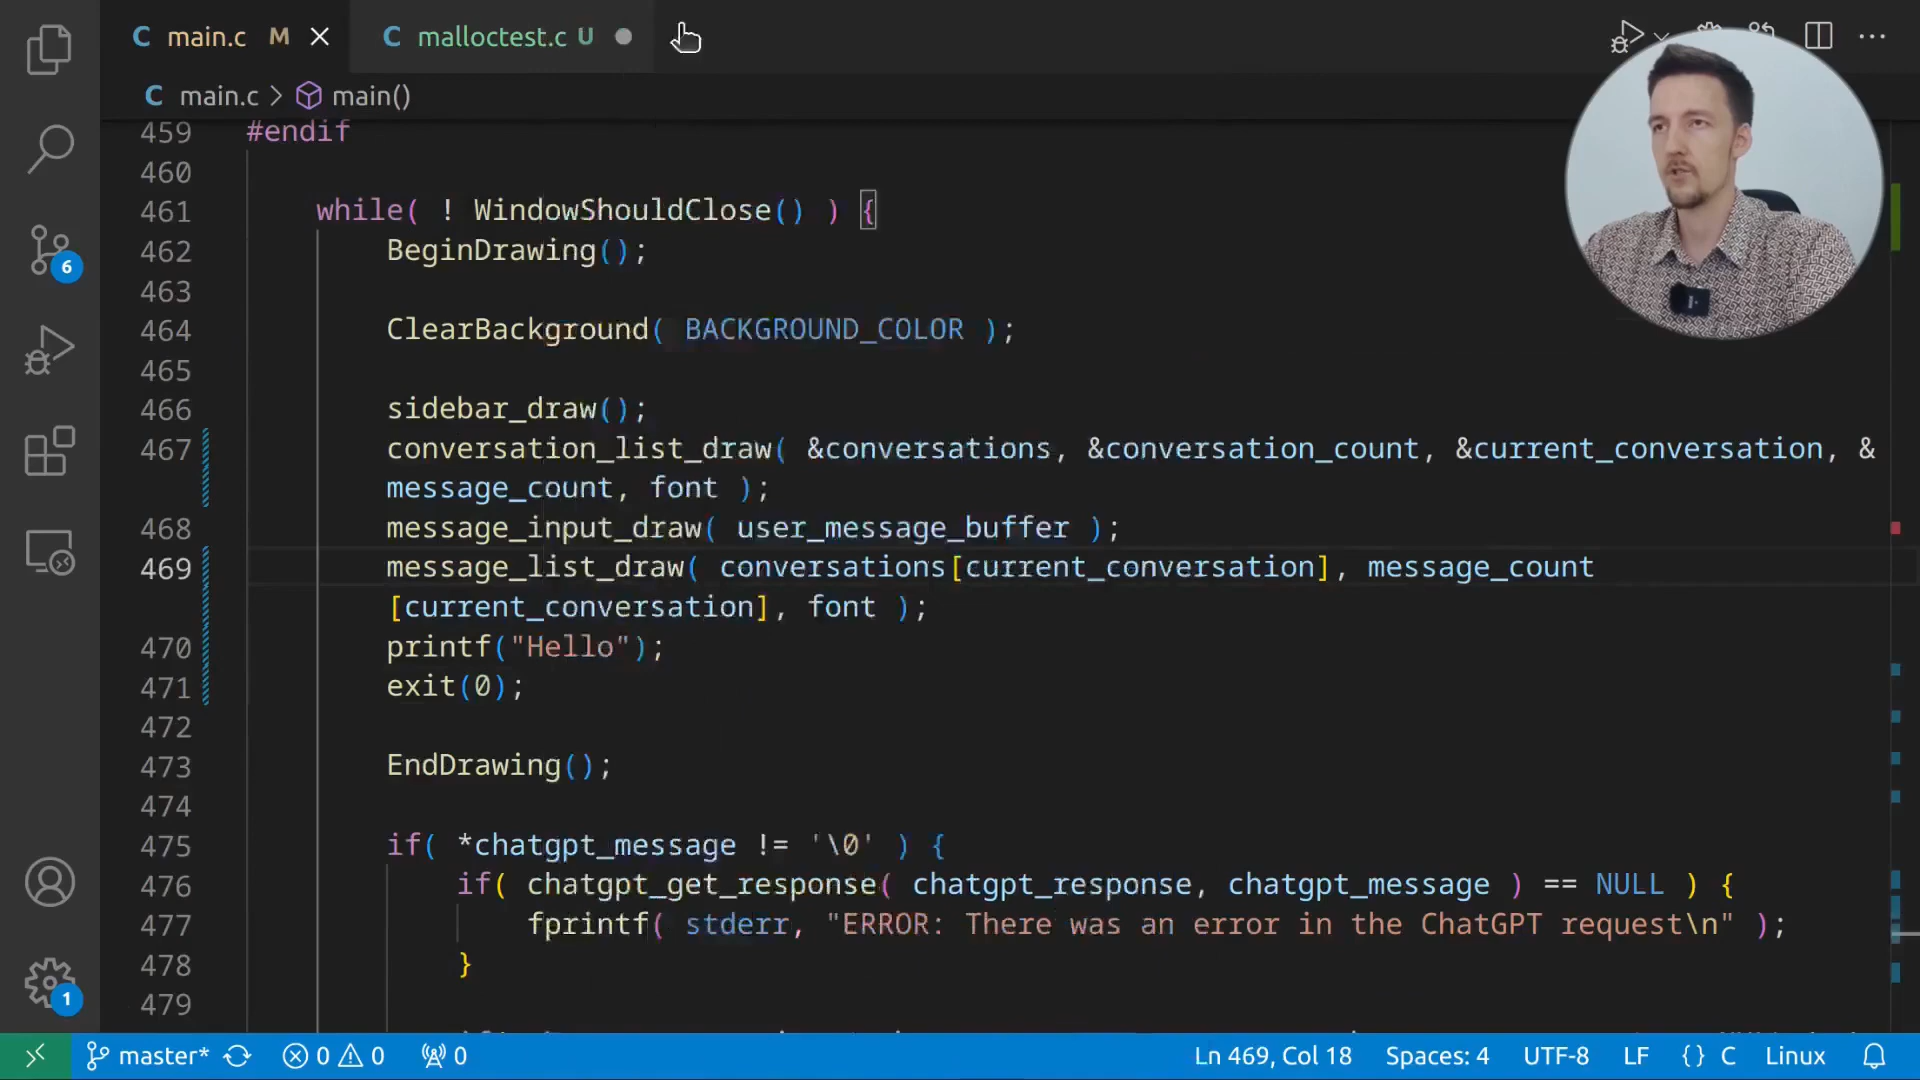 main.c M
malloctest.c U
main.c > main()
459 #endif
460
461 while( ! WindowShouldClose() ) {
462 BeginDrawing();
463
464 ClearBackground( BACKGROUND_COLOR );
465
466 sidebar_draw();
467 conversation_list_draw( &conversations, &conversation_count, &current_conversation, &
message_count, font );
468 message_input_draw( user_message_buffer );
469 message_list_draw( conversations[current_conversation], message_count
[current_conversation], font );
470 printf("Hello");
471 exit(0);
472
473 EndDrawing();
474
475 if( *chatgpt_message != '\0' ) {
476 if( chatgpt_get_response( chatgpt_response, chatgpt_message ) == NULL ) {
477 fprintf( stderr, "ERROR: There was an error in the ChatGPT request\n" );
478 }
479
6
1
master* 0 0 0 Ln 469, Col 18 Spaces: 4 UTF-8 LF {} C Linux